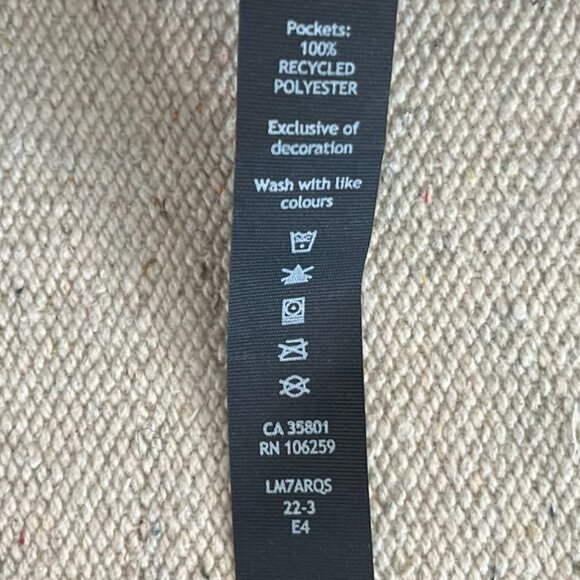 Pockets:
100%
RECYCLED
POLYESTER
Exclusive of
decoration
Wash with like
colours
CA 35801
RN 106259
LM7ARQS
22-3
E4